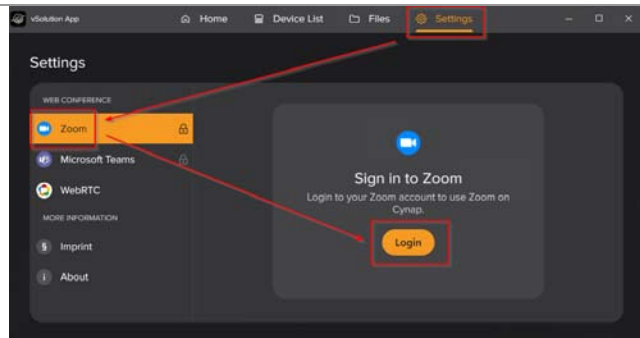 vSolution App
Home
Device List
Files
Settings
Settings
WEB CONFERENCE
Zoom
Microsoft Teams
WebRTC
MORE INFORMATION
§ Imprint
i About
Sign in to Zoom
Login to your Zoom account to use Zoom on
Cynap.
Login